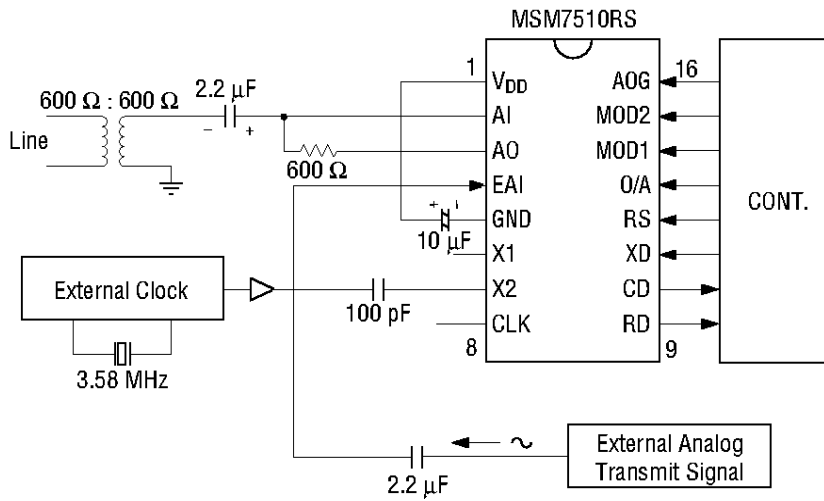 MSM7510RS
1
VDD
AOG
16
600 Ω : 600 Ω
2.2 µF
− +
AI
MOD2
Line
AO
MOD1
600 Ω
EAI
O/A
CONT.
+ −
GND
RS
10 µF
X1
XD
External Clock
X2
CD
100 pF
CLK
RD
8
9
3.58 MHz
~
External Analog
Transmit Signal
2.2 µF